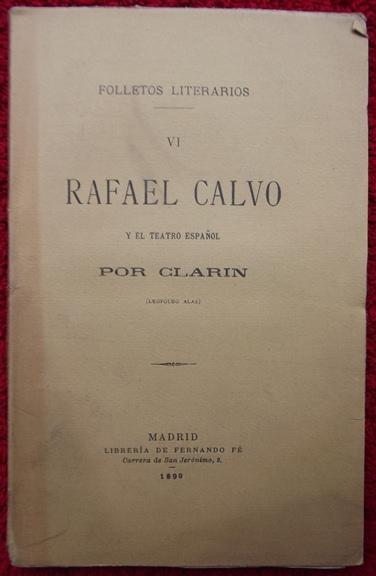 FOLLETOS LITERARIOS
VI
RAFAEL CALVO
Y EL TEATRO ESPAÑOL
POR CLARIN
(LEOPOLDO ALAS)
MADRID
LIBRERÍA DE FERNANDO FÉ
Carrera de San Jerónimo, 2.
1890